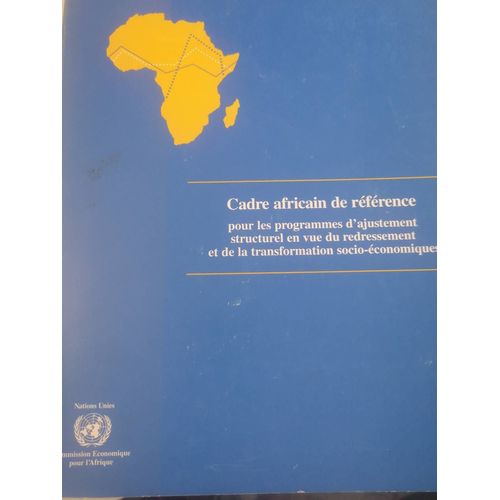 Cadre africain de référence
pour les programmes d'ajustement
structurel en vue du redressement
et de la transformation socio-économiques
Nations Unies
ommission Economique
pour l'Afrique